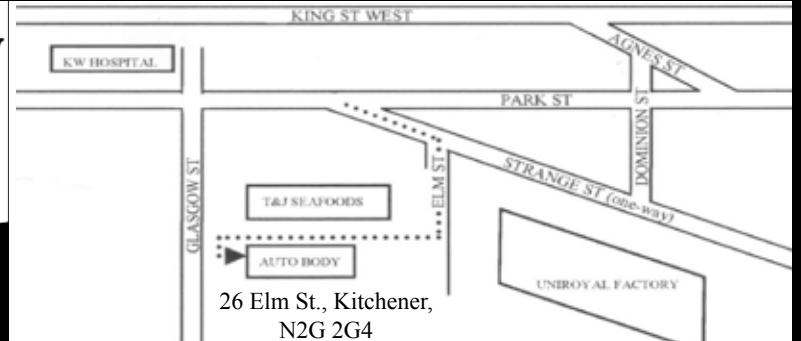 KING ST WEST
AGNES ST
KW HOSPITAL
PARK ST
DOMINION ST
GLASGOW ST
ELM ST
STRANGE ST (one-way)
T&J SEAFOODS
AUTO BODY
UNIROYAL FACTORY
26 Elm St., Kitchener,
N2G 2G4